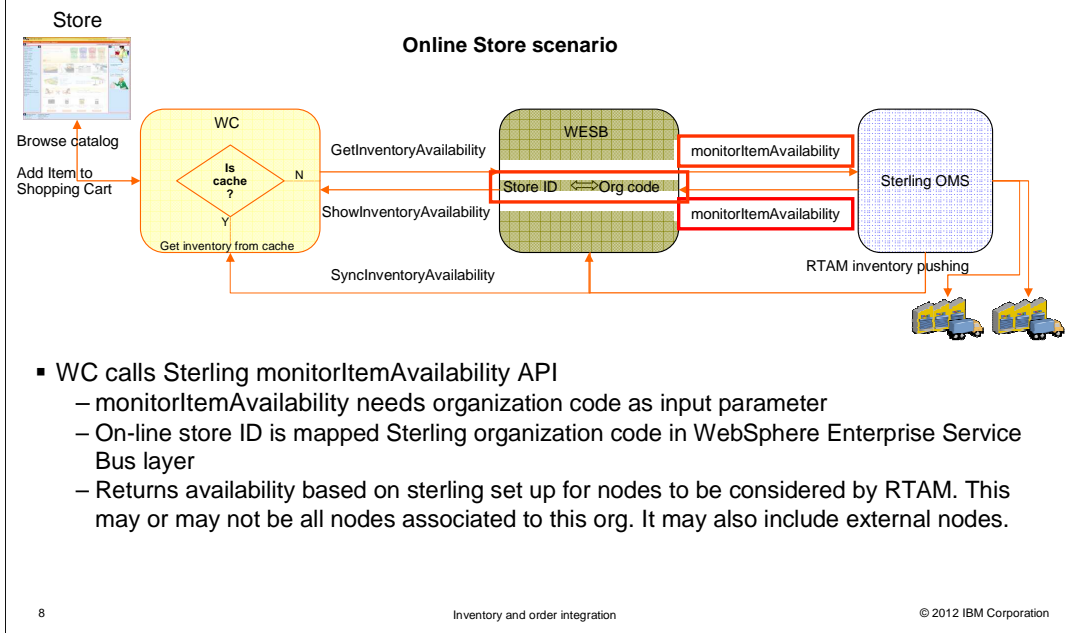 Store
Online Store scenario
Browse catalog
Add Item to
Shopping Cart
WC
Is
cache
?
N
Y
Get inventory from cache
GetInventoryAvailability
ShowInventoryAvailability
SyncInventoryAvailability
WESB
Store ID Org code
monitorItemAvailability
monitorItemAvailability
Sterling OMS
RTAM inventory pushing
▪ WC calls Sterling monitorItemAvailability API
– monitorItemAvailability needs organization code as input parameter
– On-line store ID is mapped Sterling organization code in WebSphere Enterprise Service
Bus layer
– Returns availability based on sterling set up for nodes to be considered by RTAM. This
may or may not be all nodes associated to this org. It may also include external nodes.
8
Inventory and order integration
© 2012 IBM Corporation